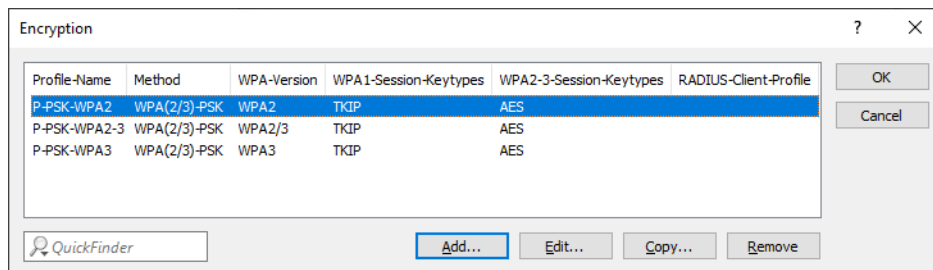 Encryption ? ×
Profile-Name Method WPA-Version WPA1-Session-Keytypes WPA2-3-Session-Keytypes RADIUS-Client-Profile OK
P-PSK-WPA2 WPA(2/3)-PSK WPA2 TKIP AES
Cancel
P-PSK-WPA2-3 WPA(2/3)-PSK WPA2/3 TKIP AES
P-PSK-WPA3 WPA(2/3)-PSK WPA3 TKIP AES
QuickFinder Add... Edit... Copy... Remove